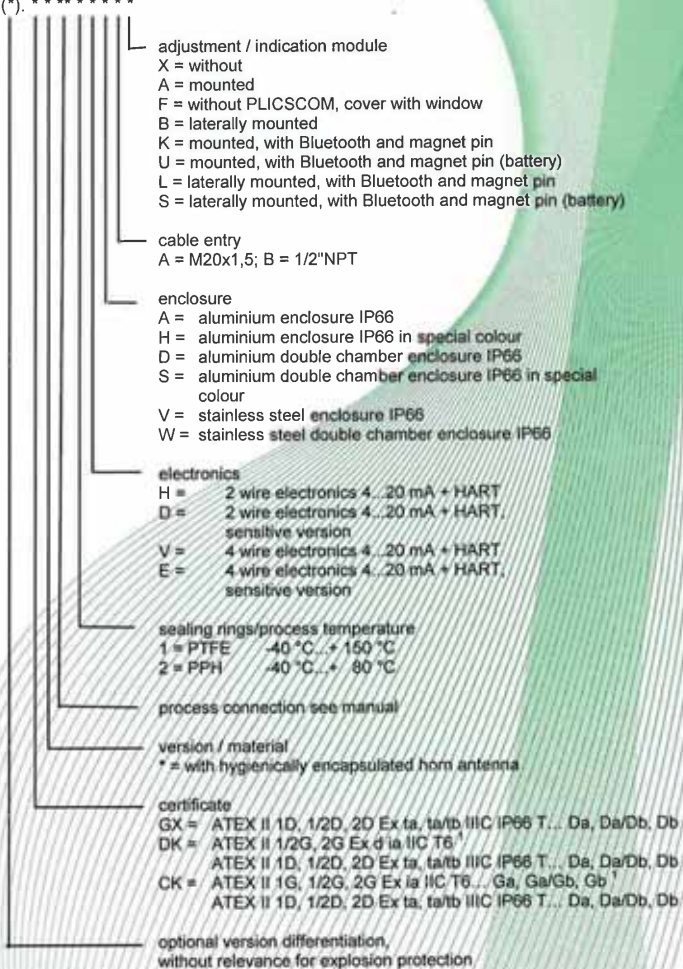 (*). * * ** * * * * *
adjustment / indication module
X = without
A = mounted
F = without PLICSCOM, cover with window
B = laterally mounted
K = mounted, with Bluetooth and magnet pin
U = mounted, with Bluetooth and magnet pin (battery)
L = laterally mounted, with Bluetooth and magnet pin
S = laterally mounted, with Bluetooth and magnet pin (battery)
cable entry
A = M20x1,5; B = 1/2"NPT
enclosure
A = aluminium enclosure IP66
H = aluminium enclosure IP66 in special colour
D = aluminium double chamber enclosure IP66
S = aluminium double chamber enclosure IP66 in special
colour
V = stainless steel enclosure IP66
W = stainless steel double chamber enclosure IP66
electronics
H = 2 wire electronics 4...20 mA + HART
D = 2 wire electronics 4...20 mA + HART,
sensitive version
V = 4 wire electronics 4...20 mA + HART
E = 4 wire electronics 4...20 mA + HART,
sensitive version
sealing rings/process temperature
1 = PTFE -40 °C...+ 150 °C
2 = PPH -40 °C...+ 80 °C
process connection see manual
version / material
* = with hygienically encapsulated horn antenna
certificate
GX = ATEX II 1D, 1/2D, 2D Ex ta, ta/tb IIIC IP66 T... Da, Da/Db, Db
DK = ATEX II 1/2G, 2G Ex d ia IIC T6 ¹
ATEX II 1D, 1/2D, 2D Ex ta, ta/tb IIIC IP66 T... Da, Da/Db, Db
CK = ATEX II 1G, 1/2G, 2G Ex ia IIC T6... Ga, Ga/Gb, Gb ¹
ATEX II 1D, 1/2D, 2D Ex ta, ta/tb IIIC IP66 T... Da, Da/Db, Db
optional version differentiation,
without relevance for explosion protection